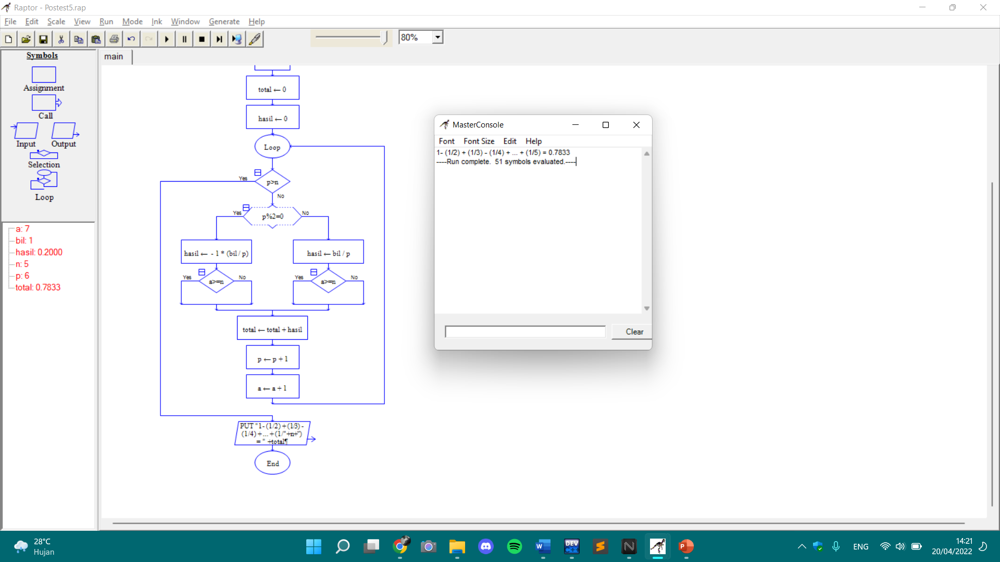 Raptor - Postest5.rap
File Edit Scale View Run Mode Ink Window Generate Help
80%
Symbols
Assignment
Call
Input Output
Selection
Loop
a: 7
bil: 1
hasil: 0.2000
n: 5
p: 6
total: 0.7833
main
total ← 0
hasil ← 0
Loop
Yes
p>n
No
Yes
p%2=0
No
hasil ← - 1 * (bil / p)
hasil ← bil / p
Yes
a>=n
No
Yes
a>=n
No
total ← total + hasil
p ← p + 1
a ← a + 1
PUT "1- (1/2) + (1/3) -
(1/4) + ... + (1/"+n+")
= " +total¶
End
MasterConsole
Font Font Size Edit Help
1- (1/2) + (1/3) - (1/4) + ... + (1/5) = 0.7833
----Run complete. 51 symbols evaluated.----
Clear
28°C
Hujan
W
DEV
C++
S
N
P
ENG
14:21
20/04/2022